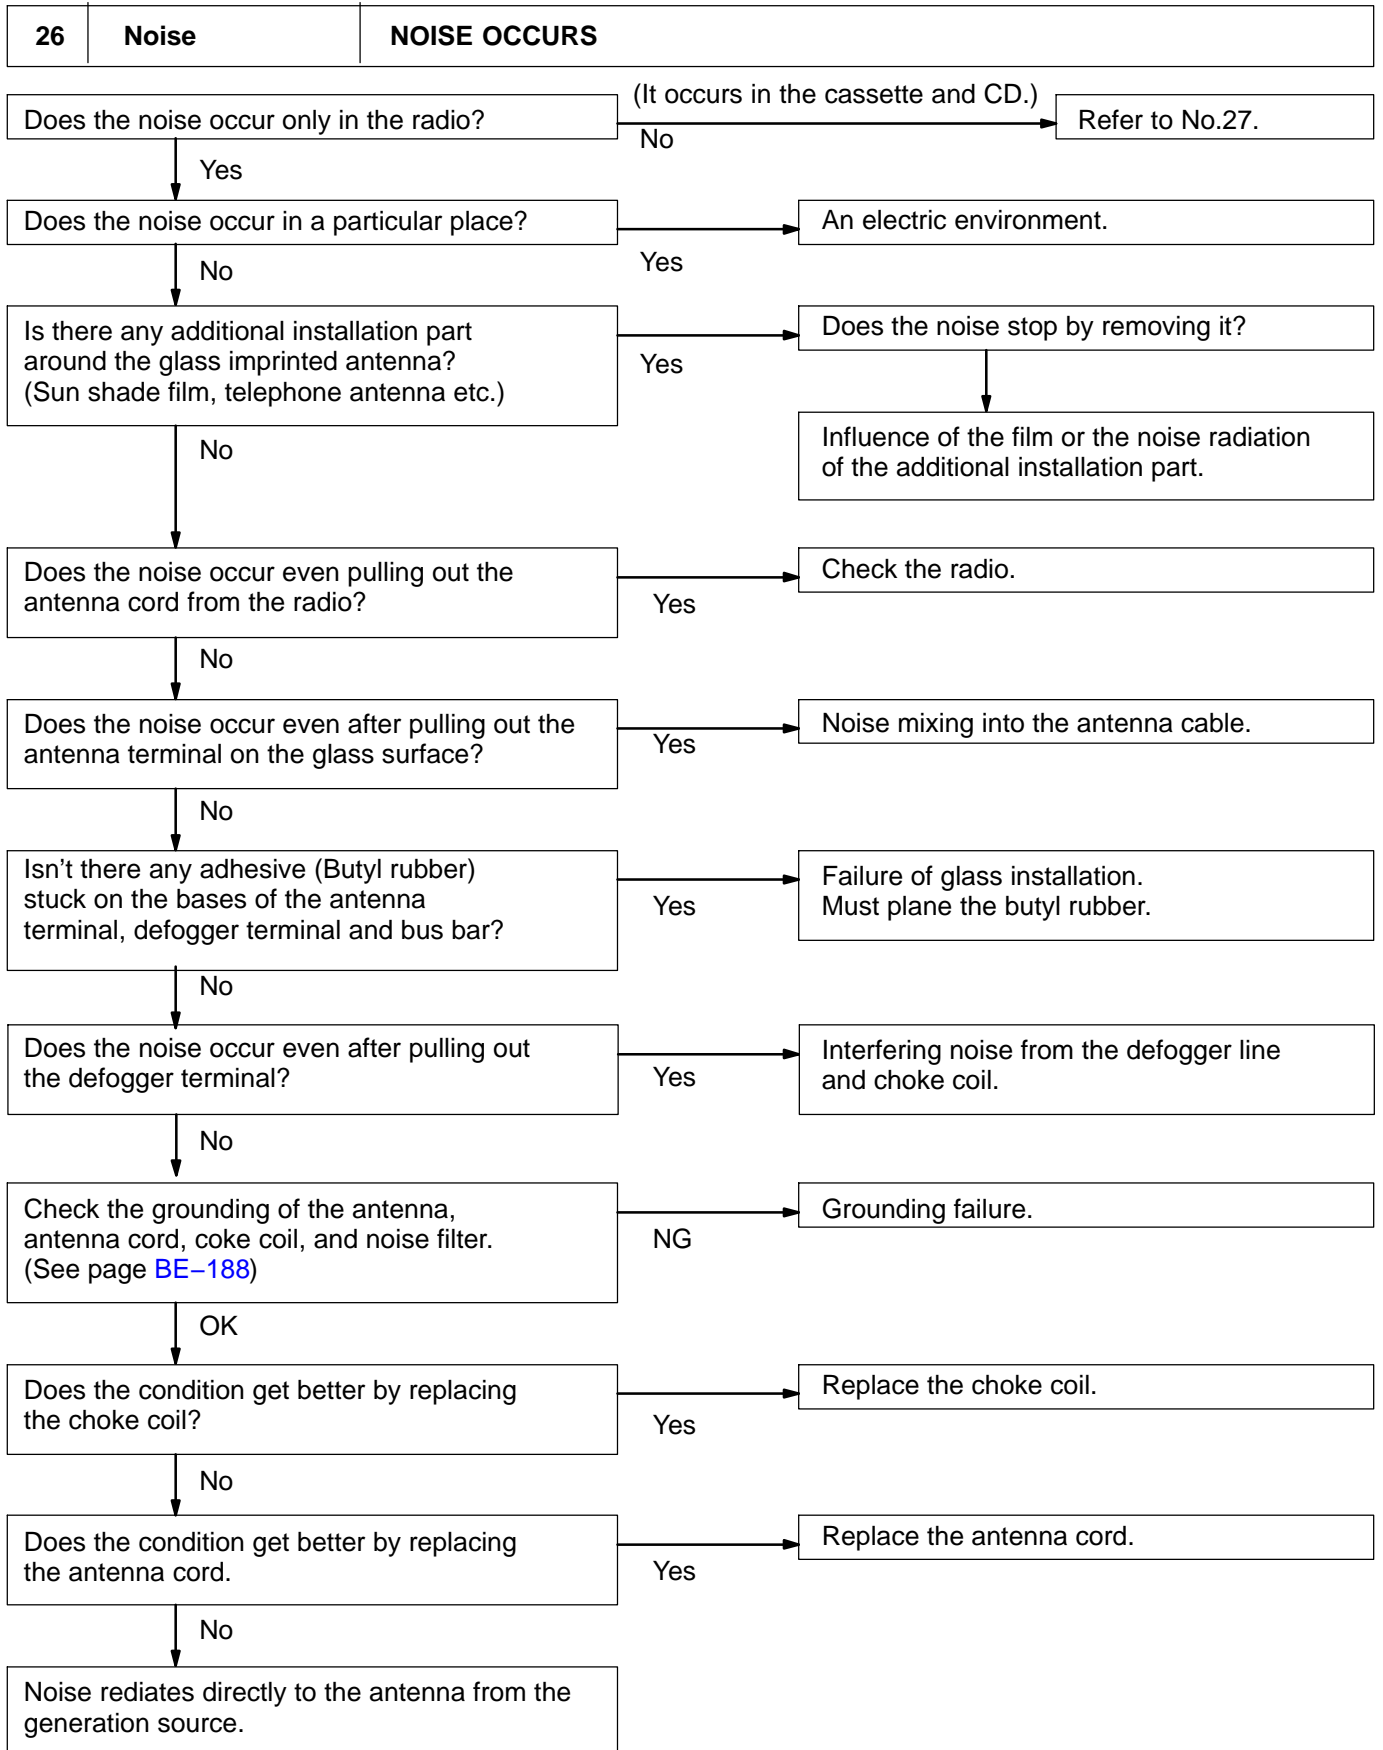 26 Noise NOISE OCCURS
Does the noise occur only in the radio?
(It occurs in the cassette and CD.)
No
Refer to No.27.
Yes
Does the noise occur in a particular place?
Yes
An electric environment.
No
Is there any additional installation part
around the glass imprinted antenna?
(Sun shade film, telephone antenna etc.)
Yes
Does the noise stop by removing it?
Influence of the film or the noise radiation
of the additional installation part.
No
Does the noise occur even pulling out the
antenna cord from the radio?
Yes
Check the radio.
No
Does the noise occur even after pulling out the
antenna terminal on the glass surface?
Yes
Noise mixing into the antenna cable.
No
Isn't there any adhesive (Butyl rubber)
stuck on the bases of the antenna
terminal, defogger terminal and bus bar?
Yes
Failure of glass installation.
Must plane the butyl rubber.
No
Does the noise occur even after pulling out
the defogger terminal?
Yes
Interfering noise from the defogger line
and choke coil.
No
Check the grounding of the antenna,
antenna cord, coke coil, and noise filter.
(See page BE−188)
NG
Grounding failure.
OK
Does the condition get better by replacing
the choke coil?
Yes
Replace the choke coil.
No
Does the condition get better by replacing
the antenna cord.
Yes
Replace the antenna cord.
No
Noise rediates directly to the antenna from the
generation source.